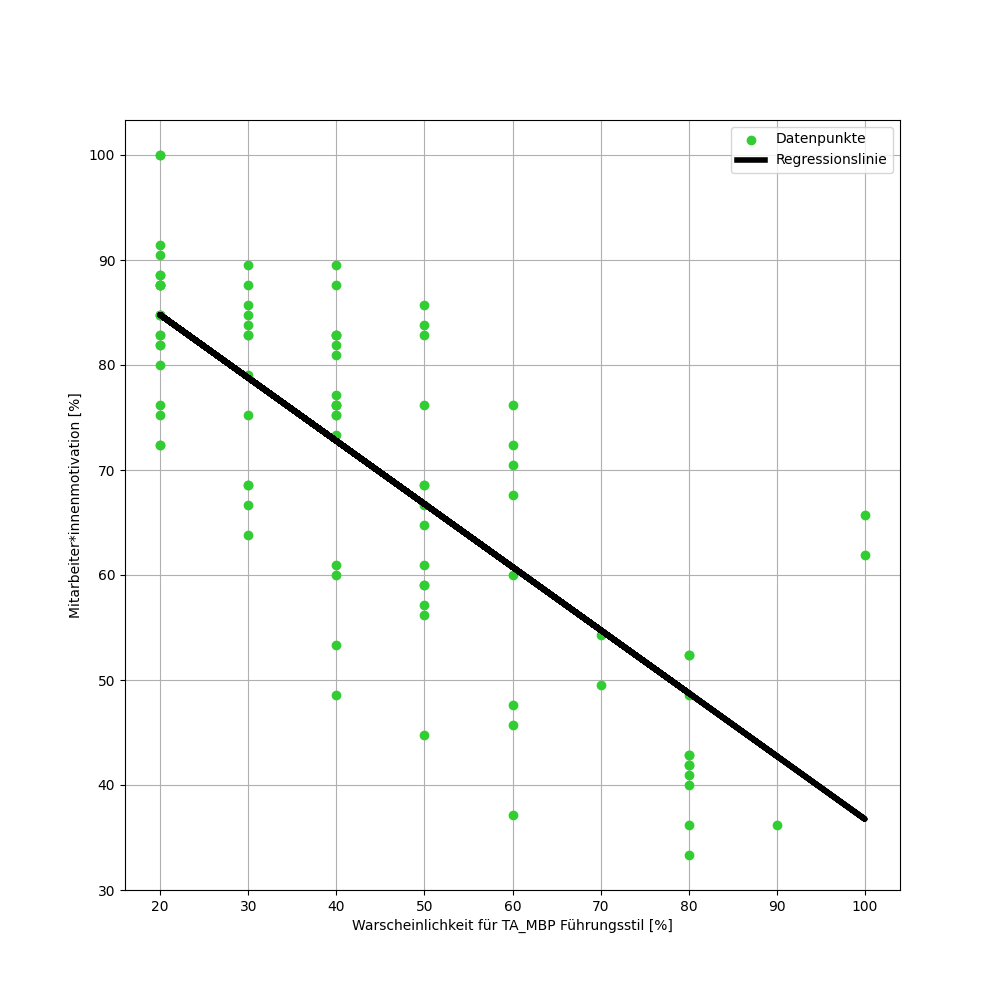 Datenpunkte
Regressionslinie
100
90
80
70
60
50
40
30
Mitarbeiter*innenmotivation [%]
20 30 40 50 60 70 80 90 100
Warscheinlichkeit für TA_MBP Führungsstil [%]